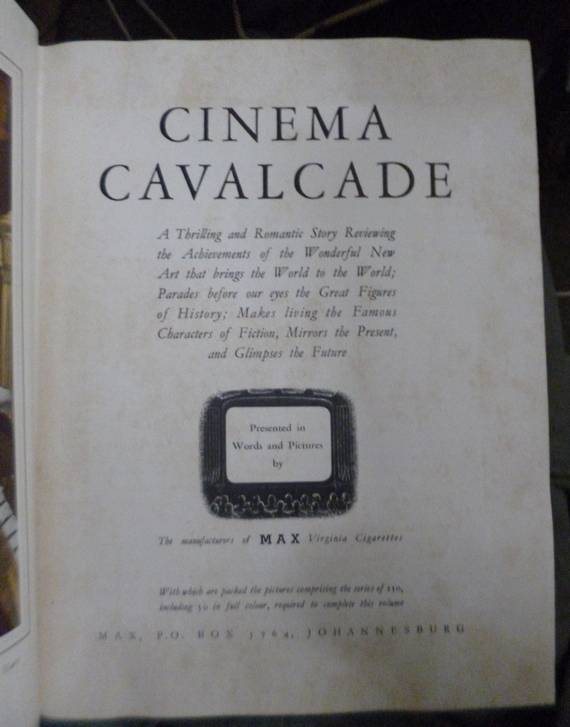 CINEMA
CAVALCADE
A Thrilling and Romantic Story Reviewing
the Achievements of the Wonderful New
Art that brings the World to the World;
Parades before our eyes the Great Figures
of History; Makes living the Famous
Characters of Fiction, Mirrors the Present,
and Glimpses the Future
Presented in
Words and Pictures
by
The manufacturers of MAX Virginia Cigarettes
With which are packed the pictures comprising the series of
including 50 in full colour, required to complete this volume
MAX, P.O. BOX JOHANNESBURG